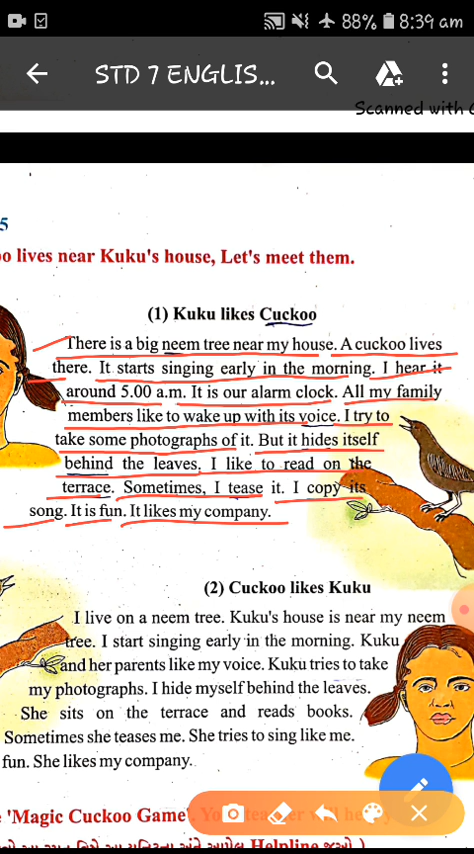 88% 8:39 am
STD 7 ENGLIS...
Scanned with
5
lives near Kuku's house, Let's meet them.
(1) Kuku likes Cuckoo
There is a big neem tree near my house. A cuckoo lives
there. It starts singing early in the morning. I hear it
around 5.00 a.m. It is our alarm clock. All my family
members like to wake up with its voice. I try to
take some photographs of it. But it hides itself
behind the leaves. I like to read on the
terrace. Sometimes, I tease it. I copy its
song. It is fun. It likes my company.
(2) Cuckoo likes Kuku
I live on a neem tree. Kuku's house is near my neem
tree. I start singing early in the morning. Kuku
and her parents like my voice. Kuku tries to take
my photographs. I hide myself behind the leaves.
She sits on the terrace and reads books.
Sometimes she teases me. She tries to sing like me.
fun. She likes my company.
'Magic Cuckoo Game'.
Helpline